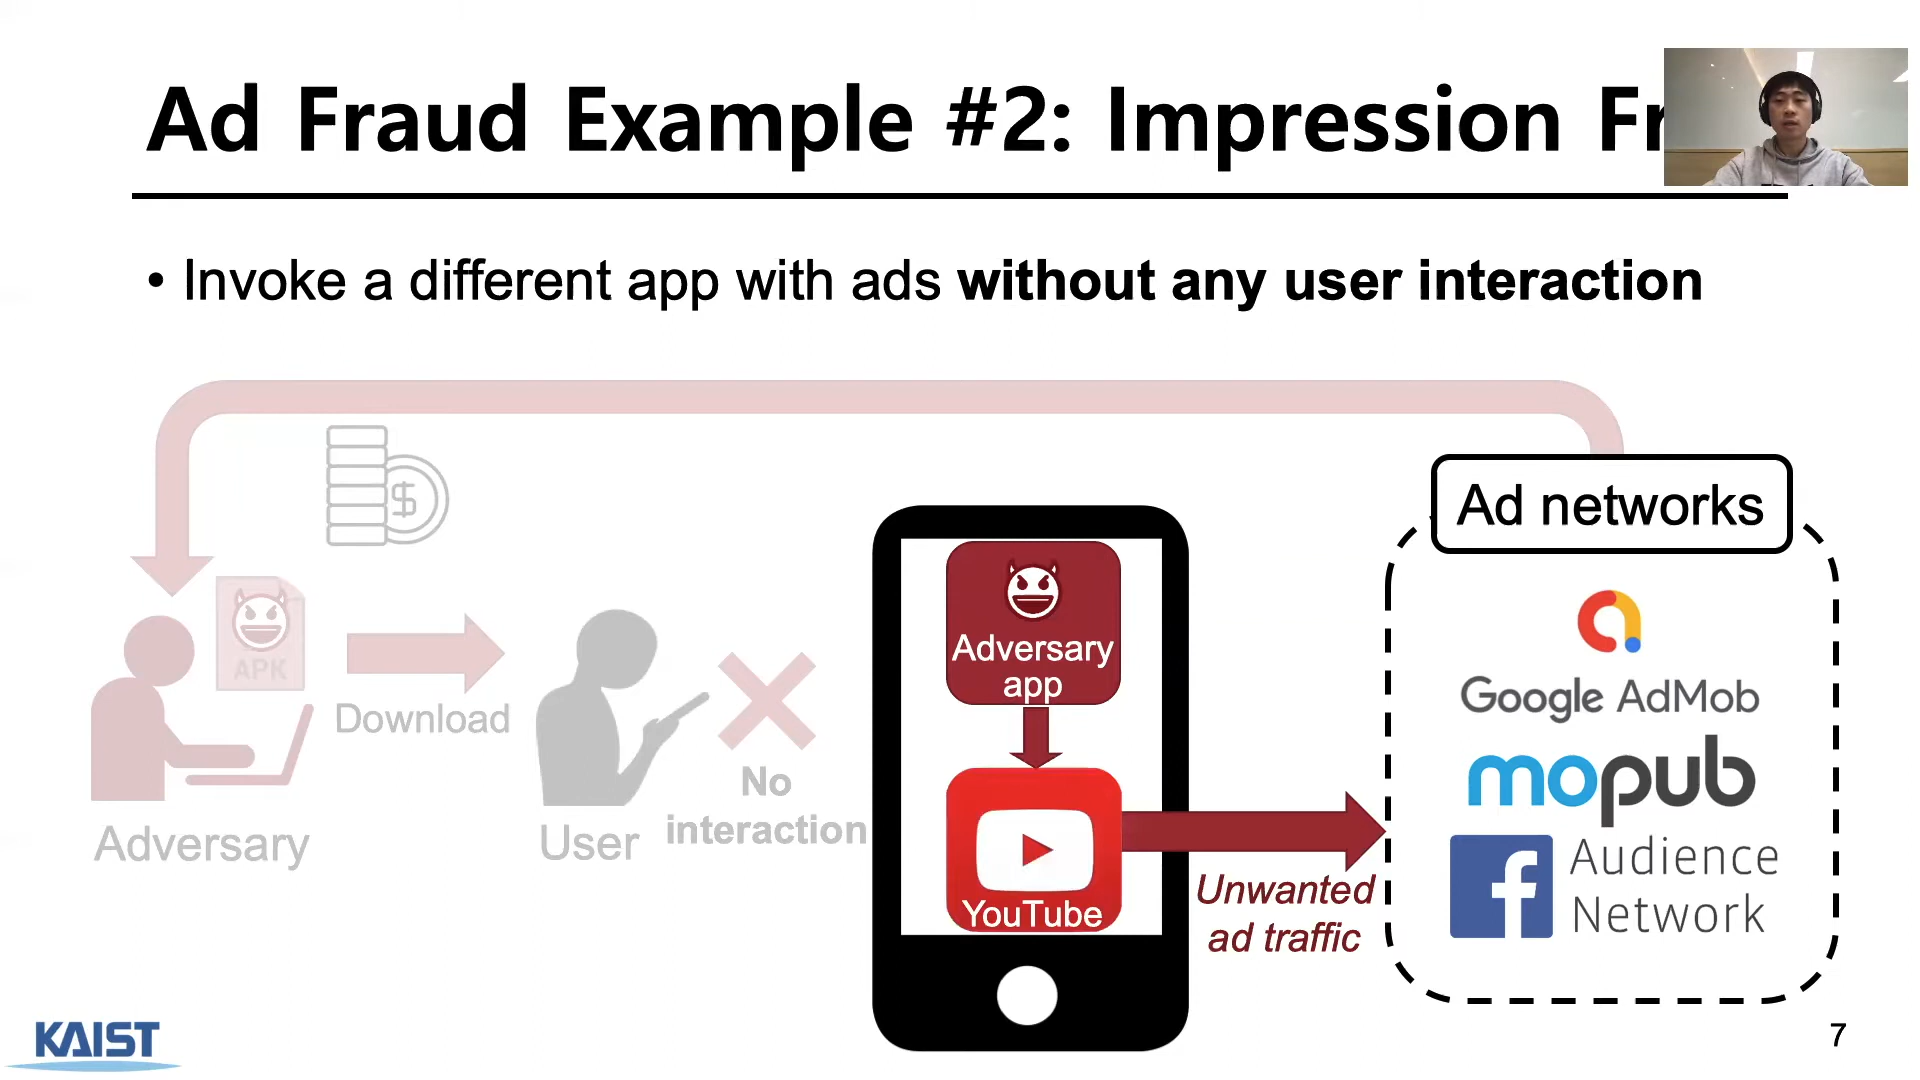 Ad Fraud Example #2: Impression Fr
• Invoke a different app with ads without any user interaction
$
APK
Download
Adversary
User
No
interaction
Adversary
app
YouTube
Unwanted
ad traffic
Ad networks
Google AdMob
mopub
f Audience
Network
KAIST
7